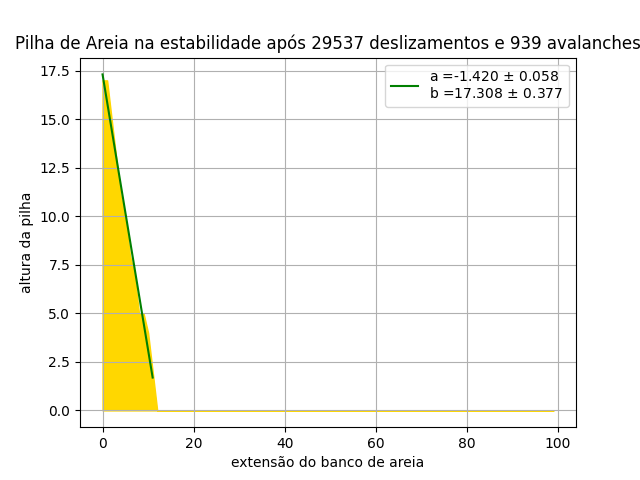 Pilha de Areia na estabilidade após 29537 deslizamentos e 939 avalanches
17.5
15.0
12.5
10.0
7.5
5.0
2.5
0.0
altura da pilha
a =-1.420 ± 0.058
b =17.308 ± 0.377
0 20 40 60 80 100
extensão do banco de areia